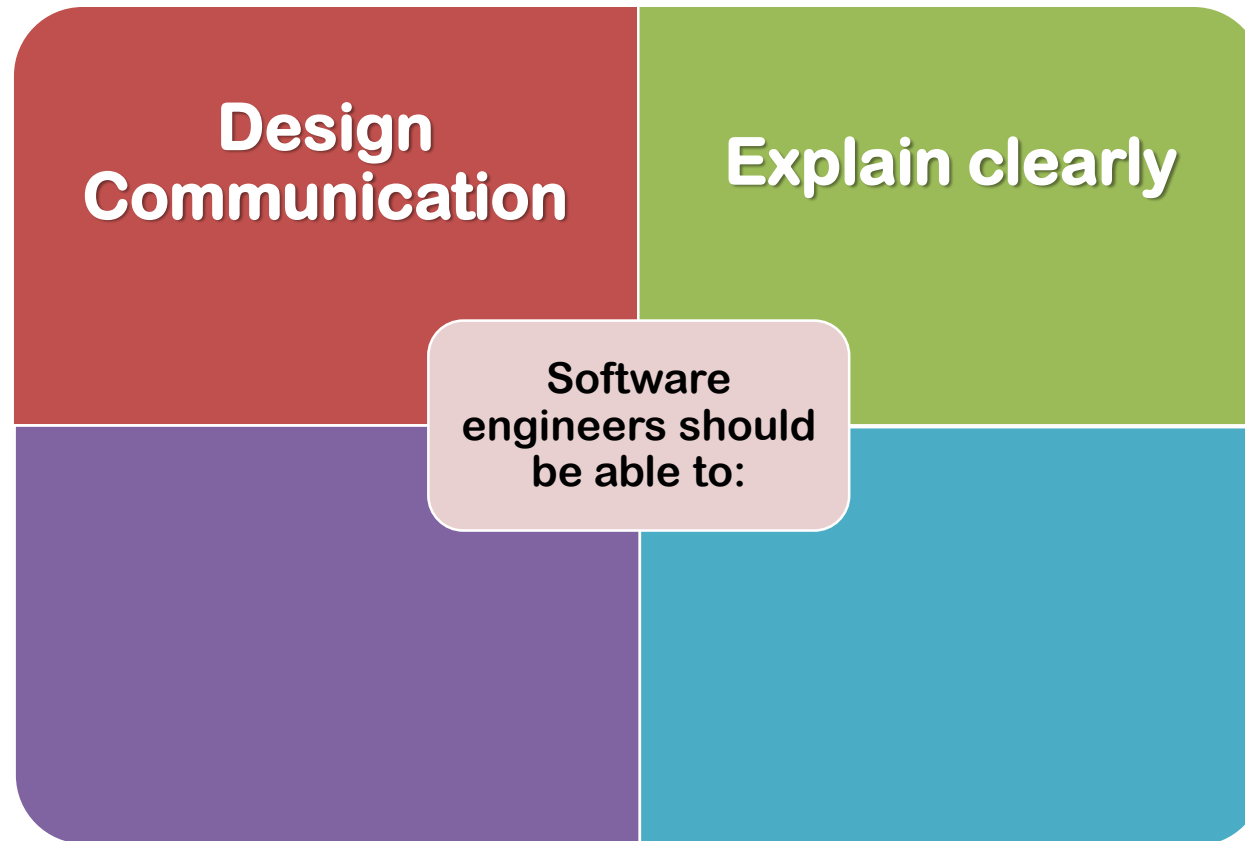 Design
Communication
Explain clearly
Software
engineers should
be able to: